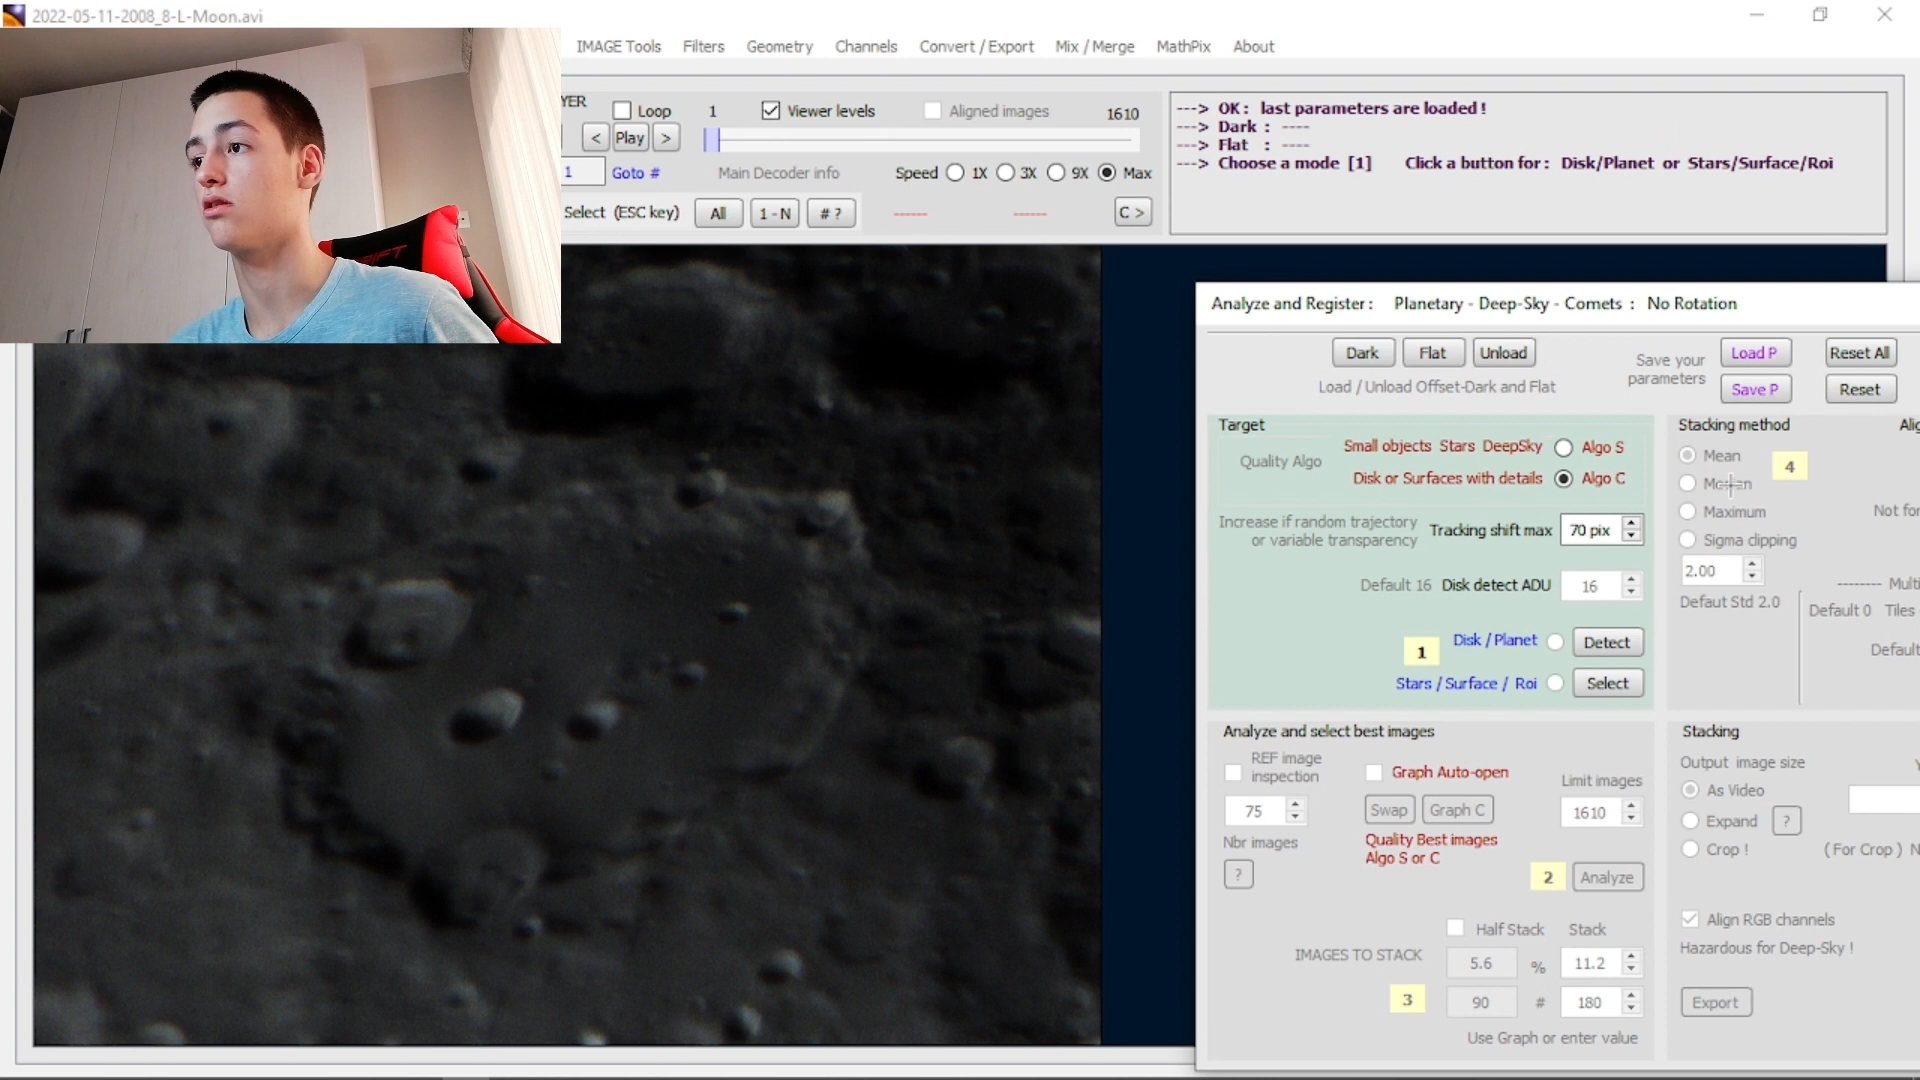 2022-05-11-2008_8-L-Moon.avi
IMAGE Tools Filters Geometry Channels Convert / Export Mix / Merge MathPix About
YER Loop 1 Viewer levels Aligned images 1610
< Play >
1 Goto # Main Decoder info Speed 1X 3X 9X Max
Select (ESC key) All 1 - N # ? ------ ------ C >
---> OK : last parameters are loaded !
---> Dark : ----
---> Flat : ----
---> Choose a mode [1] Click a button for : Disk/Planet or Stars/Surface/Roi
Analyze and Register : Planetary - Deep-Sky - Comets : No Rotation
Dark Flat Unload
Load / Unload Offset-Dark and Flat
Save your parameters
Load P Reset All
Save P Reset
Target
Quality Algo
Small objects Stars DeepSky Algo S
Disk or Surfaces with details Algo C
Increase if random trajectory
or variable transparency
Tracking shift max 70 pix
Default 16 Disk detect ADU 16
1 Disk / Planet Detect
Stars / Surface / Roi Select
Stacking method
Mean
4
Maximum
Sigma clipping
2.00
Defaut Std 2.0
Not for
-------- Multi
Default 0 Tiles
Default
Analyze and select best images
REF image
inspection
Graph Auto-open
Limit images
75 Swap Graph C 1610
Nbr images
Quality Best images
Algo S or C
? 2 Analyze
Half Stack Stack
IMAGES TO STACK 5.6 % 11.2
3 90 # 180
Use Graph or enter value
Stacking
Output image size
As Video
Expand ?
Crop ! ( For Crop ) N
Align RGB channels
Hazardous for Deep-Sky !
Export